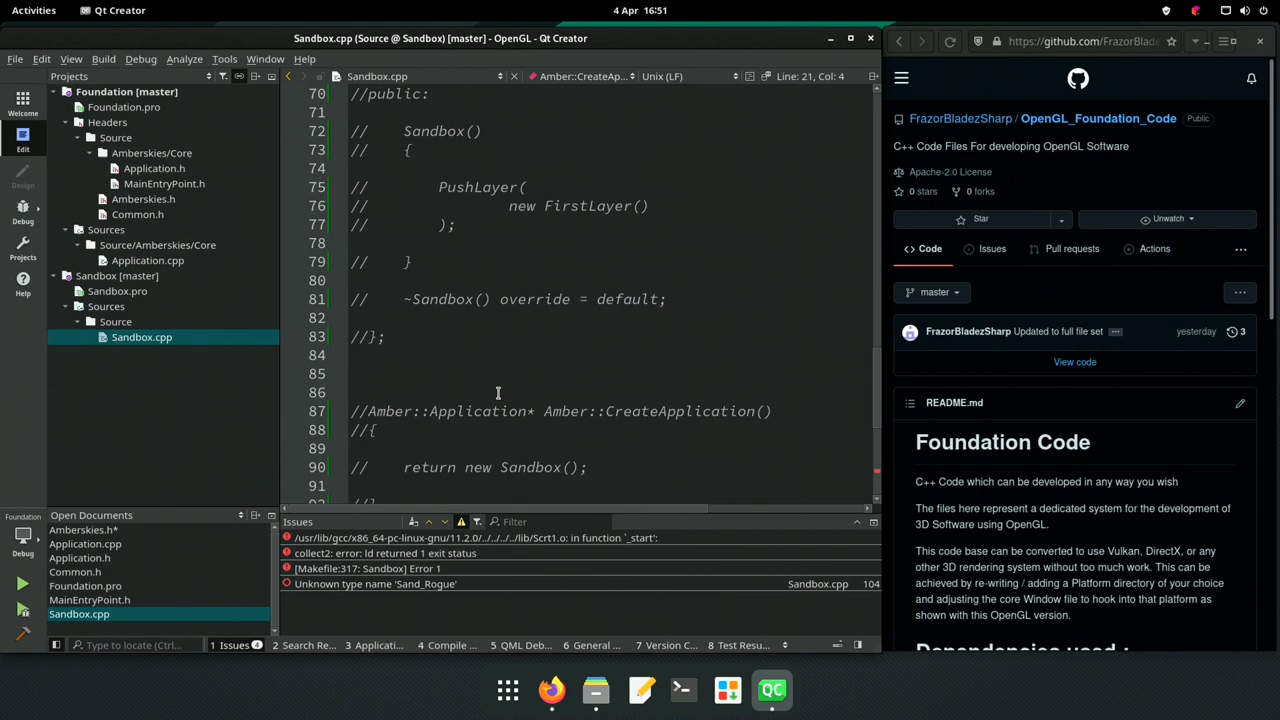 Activities
Qt Creator
4 Apr 16:51
Sandbox.cpp (Source @ Sandbox) [master] - OpenGL - Qt Creator
File Edit View Build Debug Analyze Tools Window Help
Projects
Sandbox.cpp
Amber::CreateAp...
Unix (LF)
Line: 21, Col: 4
Welcome
Edit
Design
Debug
Projects
Help
Foundation
Debug
Foundation [master]
Foundation.pro
Headers
Source
Amberskies/Core
Application.h
MainEntryPoint.h
Amberskies.h
Common.h
Sources
Source/Amberskies/Core
Application.cpp
Sandbox [master]
Sandbox.pro
Sources
Source
Sandbox.cpp
Open Documents
Amberskies.h*
Application.cpp
Application.h
Common.h
Foundation.pro
MainEntryPoint.h
Sandbox.cpp
70 //public:
71
72 // Sandbox()
73 // {
74
75 // PushLayer(
76 // new FirstLayer()
77 // );
78
79 // }
80
81 // ~Sandbox() override = default;
82
83 //};
84
85
86
87 //Amber::Application* Amber::CreateApplication()
88 //{
89
90 // return new Sandbox();
91
92 //}
Issues
Filter
/usr/lib/gcc/x86_64-pc-linux-gnu/11.2.0/../../../../lib/Scrt1.o: in function `_start':
collect2: error: ld returned 1 exit status
[Makefile:317: Sandbox] Error 1
Unknown type name 'Sand_Rogue'
Sandbox.cpp 104
Type to locate (Ctrl...
1 Issues 4
2 Search Re...
3 Applicati...
4 Compile ...
5 QML Deb...
6 General ...
7 Version C...
8 Test Resu...
https://github.com/FrazorBlade
FrazorBladezSharp / OpenGL_Foundation_Code Public
C++ Code Files For developing OpenGL Software
Apache-2.0 License
0 stars 0 forks
Star
Unwatch
Code Issues Pull requests Actions
master
FrazorBladezSharp Updated to full file set yesterday 3
View code
README.md
Foundation Code
C++ Code which can be developed in any way you wish
The files here represent a dedicated system for the development of
3D Software using OpenGL.
This code base can be converted to use Vulkan, DirectX, or any
other 3D rendering system without too much work. This can be
achieved by re-writing / adding a Platform directory of your choice
and adjusting the core Window file to hook into that platform as
shown with this OpenGL version.
Dependencies used :
QC